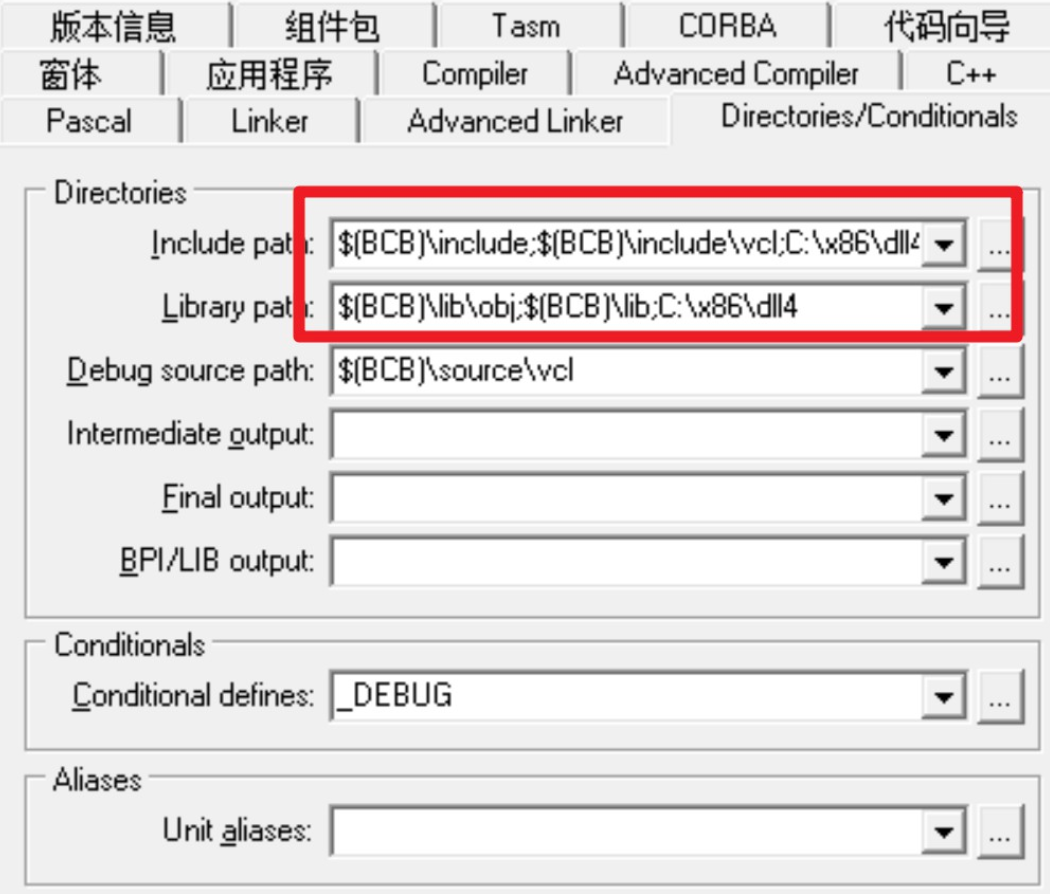 版本信息 组件包 Tasm CORBA 代码向导
窗体 应用程序 Compiler Advanced Compiler C++
Pascal Linker Advanced Linker Directories/Conditionals
Directories
Include path: $(BCB)\include;$(BCB)\include\vcl;C:\x86\dll4 ...
Library path: $(BCB)\lib\obj;$(BCB)\lib;C:\x86\dll4 ...
Debug source path: $(BCB)\source\vcl ...
Intermediate output: ...
Final output: ...
BPI/LIB output: ...
Conditionals
Conditional defines: _DEBUG ...
Aliases
Unit aliases: ...